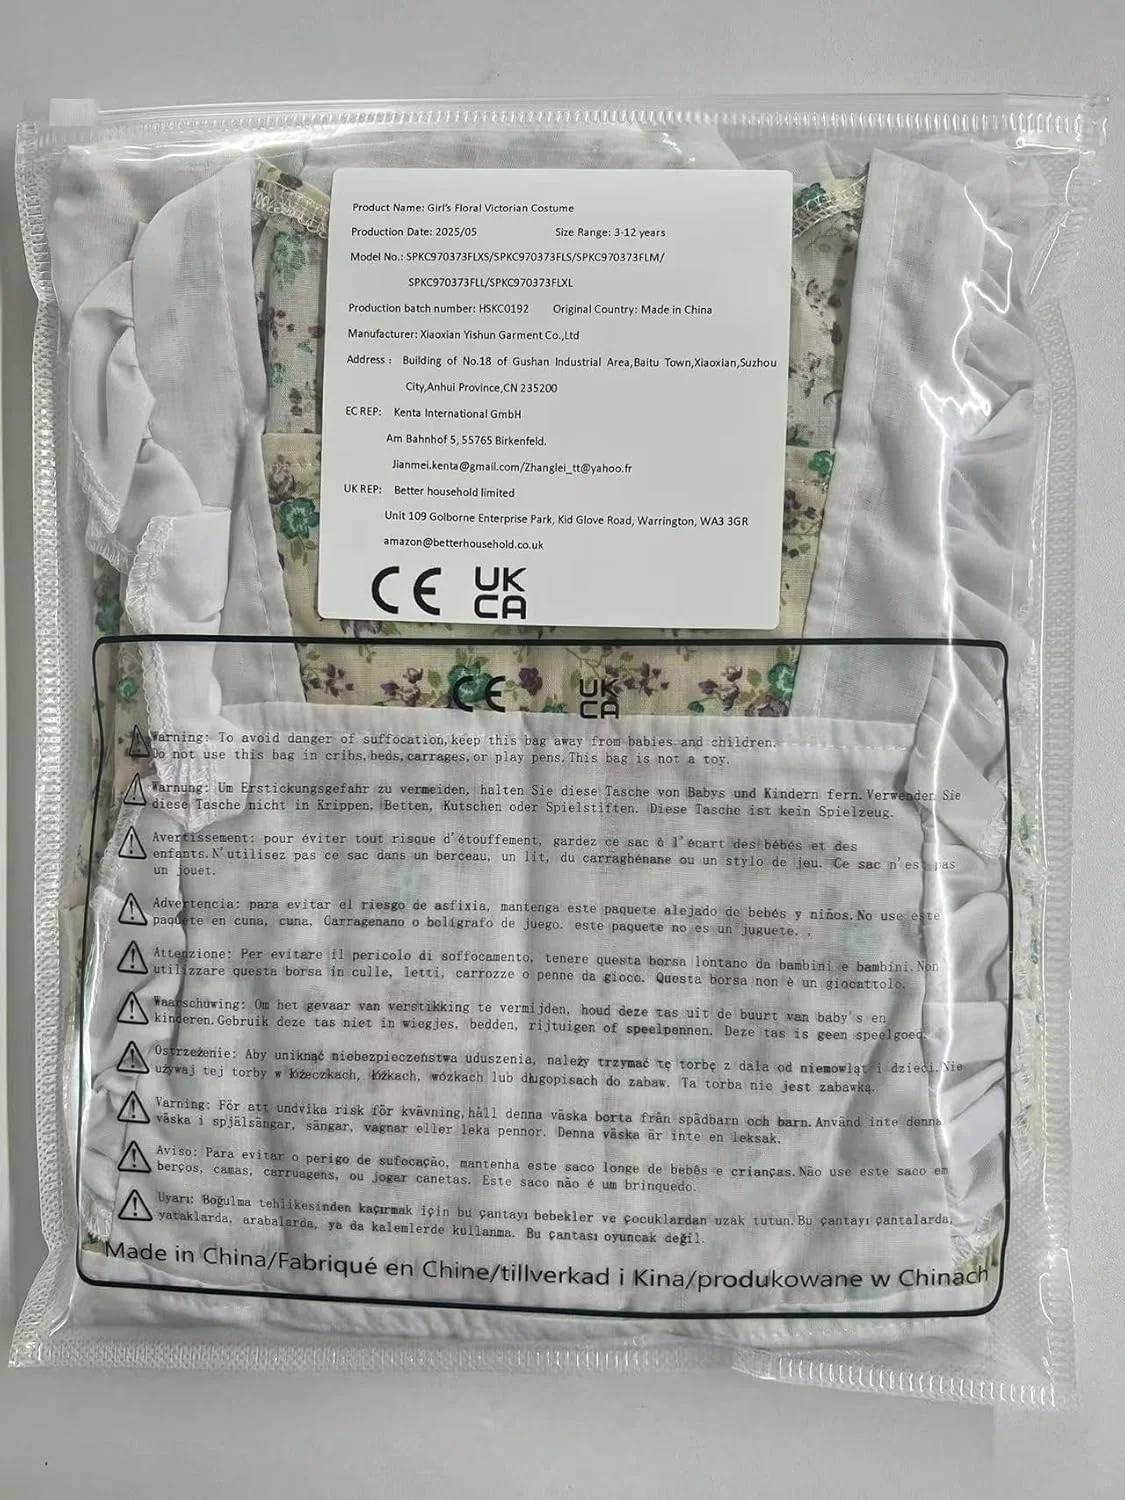 Product Name: Girl's Floral Victorian Costume
Production Date: 2025/05 Size Range: 3-12 years
Model No.: SPKC970373FLXS/SPKC970373FLS/SPKC970373FLM/
SPKC970373FLL/SPKC970373FLXL
Production batch number: HSKC0192 Original Country: Made in China
Manufacturer: Xiaoxian Yishun Garment Co.,Ltd
Address : Building of No.18 of Gushan Industrial Area,Baitu Town,Xiaoxian,Suzhou
City,Anhui Province,CN 235200
EC REP: Kenta International GmbH
Am Bahnhof 5, 55765 Birkenfeld.
Jianmei.kenta@gmail.com/Zhanglei_tt@yahoo.fr
UK REP: Better household limited
Unit 109 Golborne Enterprise Park, Kid Glove Road, Warrington, WA3 3GR
amazon@betterhousehold.co.uk
CE UK
CA
CE UK
CA
Warning: To avoid danger of suffocation,keep this bag away from babies and children.
Do not use this bag in cribs,beds,carrages,or play pens.This bag is not a toy.
Warnung: Um Erstickungsgefahr zu vermeiden, halten Sie diese Tasche von Babys und Kindern fern.Verwender Sie
diese Tasche nicht in Krippen, Betten, Kutschen oder Spielstiften. Diese Tasche ist kein Spielzeug.
Avertissement: pour éviter tout risque d'étouffement, gardez ce sac ò l'écart des bébés et des
enfants.N'utilisez pas ce sac dans un berceau, un lit, du carraghénane ou un stylo de jeu. Ce sac n'est pas
un jouet.
Advertencia: para evitar el riesgo de asfixia, mantenga este paquete alejado de bebés y niños.No use este
paquete en cuna, cuna, Carragenano o bolígrafo de juego. este paquete no es un juguete. ,
Attenzione: Per evitare il pericolo di soffocamento, tenere questa borsa lontano da bambini e bambini.Non
utilizzare questa borsa in culle, letti, carrozze o penne da gioco. Questa borsa non è un giocattolo.
Waarschuwing: Om het gevaar van verstikking te vermijden, houd deze tas uit de buurt van baby's en
kinderen.Gebruik deze tas niet in wiegjes, bedden, rijtuigen of speelpennen. Deze tas is geen speelgoed.
Ostrzeżenie: Aby uniknąć niebezpieczeństwa uduszenia, należy trzymać tę torbę z dala od niemowląt i dzieci.Nie
używaj tej torby w łóżeczkach, łóżkach, wózkach lub długopisach do zabaw. Ta torba nie jest zabawką.
Varning: För att undvika risk för kvävning,håll denna väska borta från spädbarn och barn.Använd inte denna
väska i spjälsängar, sängar, vagnar eller leka pennor. Denna väska är inte en leksak.
Aviso: Para evitar o perigo de sufocação, mantenha este saco longe de bebês e crianças.Não use este saco em
berços, camas, carruagens, ou jogar canetas. Este saco não é um brinquedo.
Uyarı: Boğulma tehlikesinden kaçırmak için bu çantayı bebekler ve çocuklardan uzak tutun.Bu çantayı çantalarda,
yataklarda, arabalarda, ya da kalemlerde kullanma. Bu çantası oyuncak değil.
Made in China/Fabriqué en Chine/tillverkad i Kina/produkowane w Chinach